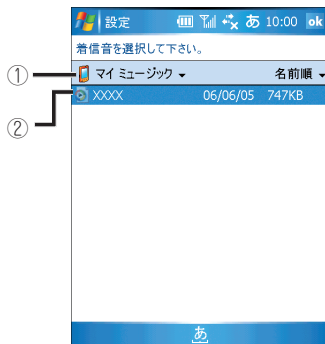 設定 あ 10:00 ok
着信音を選択して下さい。
① マイ ミュージック 名前順
② XXXX 06/06/05 747KB
あ